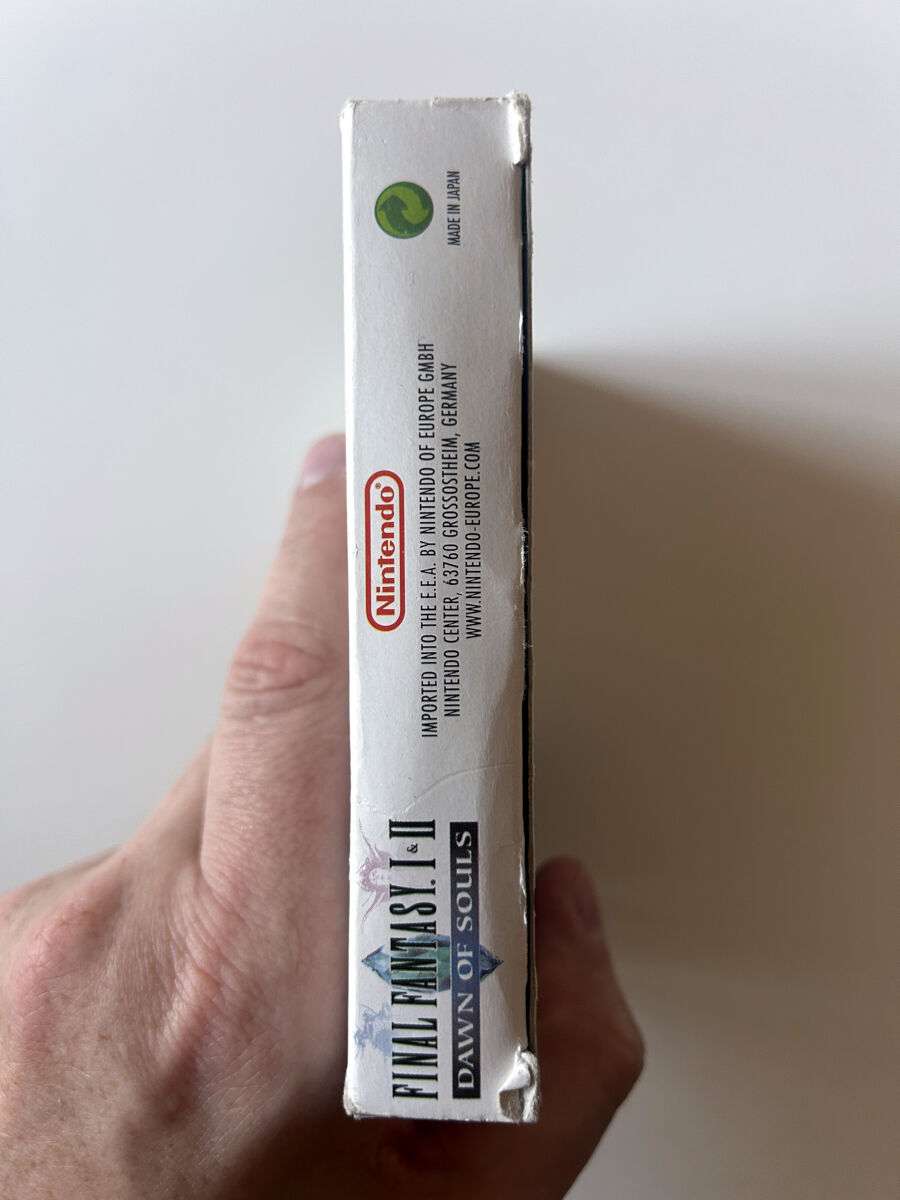 FINAL FANTASY. I & II
DAWN OF SOULS
Nintendo®
IMPORTED INTO THE E.E.A. BY NINTENDO OF EUROPE GMBH
NINTENDO CENTER, 63760 GROSSOSTHEIM, GERMANY
WWW.NINTENDO-EUROPE.COM
MADE IN JAPAN